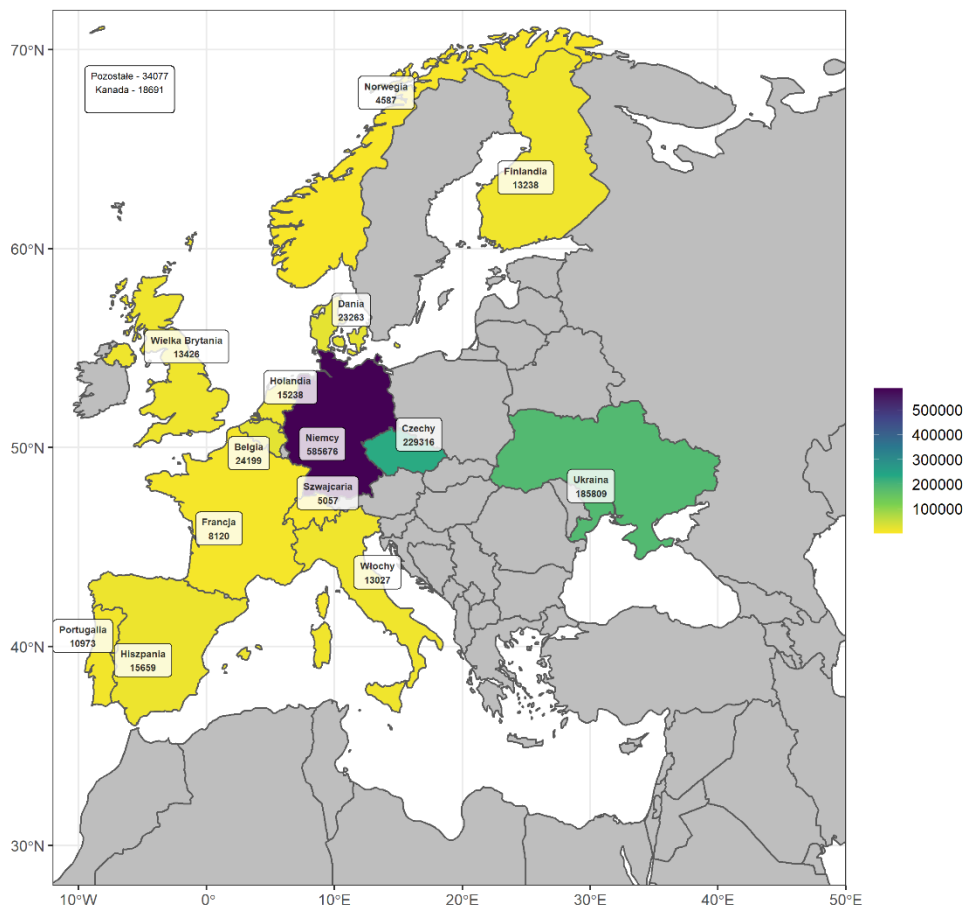 70°N
Pozostałe - 34077
Kanada - 18691
Norwegia
4587
Finlandia
13238
60°N
Dania
23263
Wielka Brytania
13426
Holandia
15238
500000
400000
300000
200000
100000
50°N
Belgia
24199
Niemcy
585676
Czechy
229316
Szwajcaria
5057
Ukraina
185809
Francja
8120
Włochy
13027
Portugalia
10973
40°N
Hiszpania
15659
30°N
10°W
0°
10°E
20°E
30°E
40°E
50°E